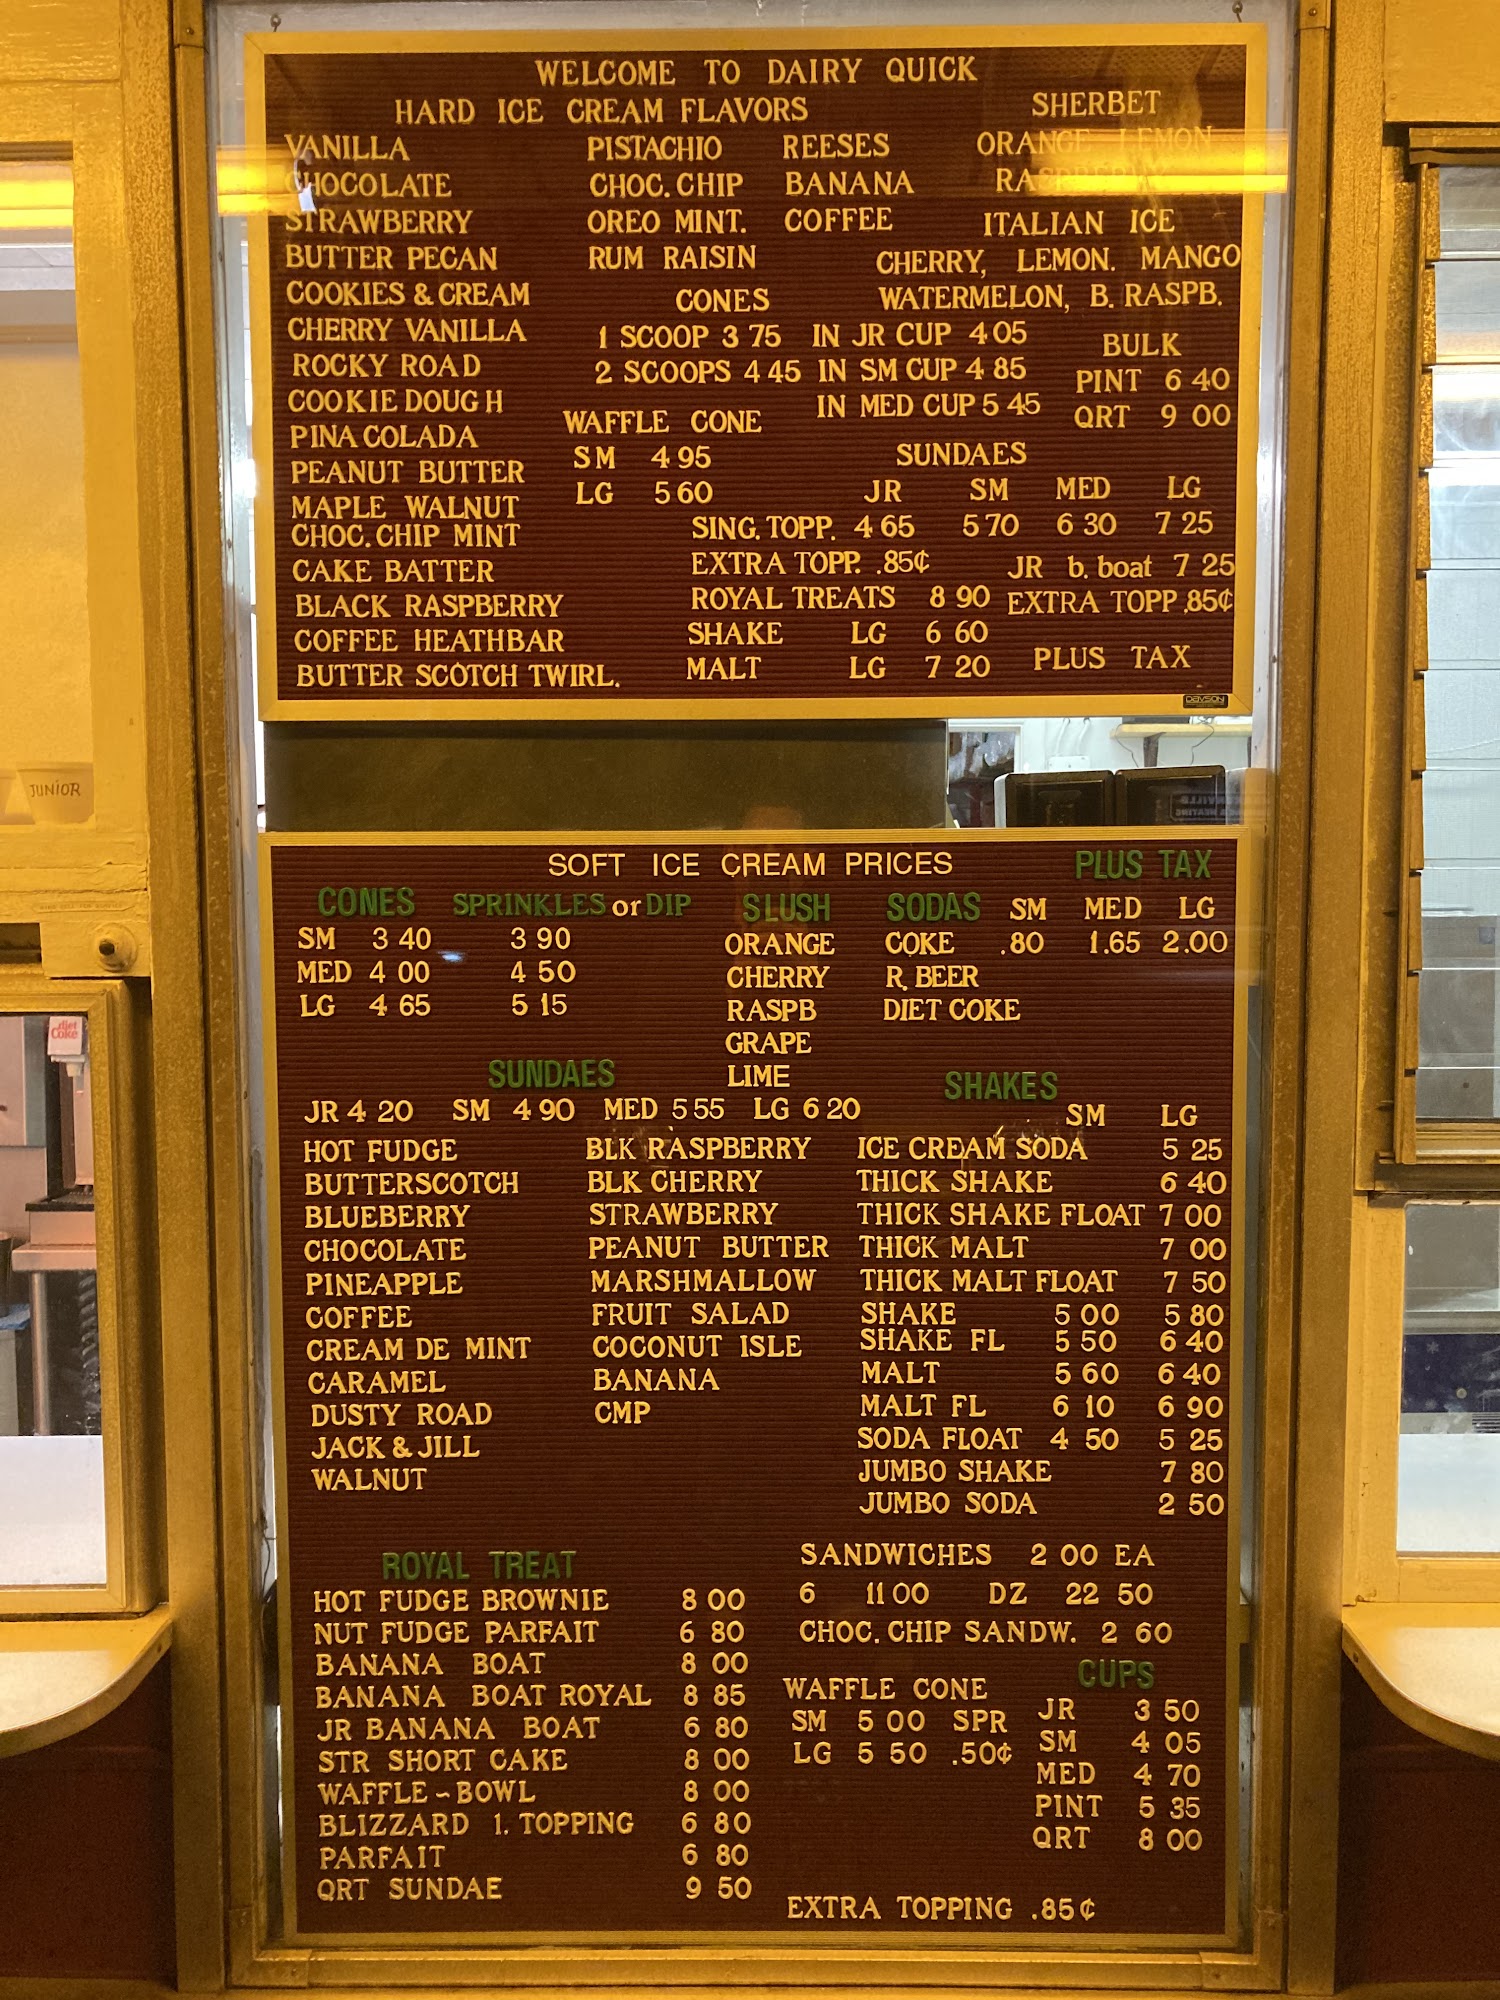 WELCOME TO DAIRY QUICK
HARD ICE CREAM FLAVORS
VANILLA
CHOCOLATE
STRAWBERRY
BUTTER PECAN
COOKIES & CREAM
CHERRY VANILLA
ROCKY ROAD
COOKIE DOUGH
PINA COLADA
PEANUT BUTTER
MAPLE WALNUT
CHOC. CHIP MINT
CAKE BATTER
BLACK RASPBERRY
COFFEE HEATHBAR
BUTTER SCOTCH TWIRL.
PISTACHIO
CHOC. CHIP
OREO MINT.
RUM RAISIN
REESES
BANANA
COFFEE
SHERBET
ORANGE LEMON
RASPBERRY
ITALIAN ICE
CHERRY, LEMON. MANGO
WATERMELON, B. RASPB.
CONES
1 SCOOP 3 75 IN JR CUP 4 05
2 SCOOPS 4 45 IN SM CUP 4 85
IN MED CUP 5 45
BULK
PINT 6 40
QRT 9 00
WAFFLE CONE
SM 4 95
LG 5 60
SUNDAES
JR SM MED LG
SING. TOPP. 4 65 5 70 6 30 7 25
EXTRA TOPP. .85¢ JR b. boat 7 25
ROYAL TREATS 8 90 EXTRA TOPP .85¢
SHAKE LG 6 60
MALT LG 7 20 PLUS TAX
DAVSON
JUNIOR
SOFT ICE CREAM PRICES PLUS TAX
CONES SPRINKLES or DIP
SM 3 40 3 90
MED 4 00 4 50
LG 4 65 5 15
SLUSH
ORANGE
CHERRY
RASPB
GRAPE
LIME
SODAS SM MED LG
COKE .80 1.65 2.00
R. BEER
DIET COKE
diet Coke
SUNDAES
JR 4 20 SM 4 90 MED 5 55 LG 6 20
HOT FUDGE
BUTTERSCOTCH
BLUEBERRY
CHOCOLATE
PINEAPPLE
COFFEE
CREAM DE MINT
CARAMEL
DUSTY ROAD
JACK & JILL
WALNUT
BLK RASPBERRY
BLK CHERRY
STRAWBERRY
PEANUT BUTTER
MARSHMALLOW
FRUIT SALAD
COCONUT ISLE
BANANA
CMP
SHAKES
SM LG
ICE CREAM SODA 5 25
THICK SHAKE 6 40
THICK SHAKE FLOAT 7 00
THICK MALT 7 00
THICK MALT FLOAT 7 50
SHAKE 5 00 5 80
SHAKE FL 5 50 6 40
MALT 5 60 6 40
MALT FL 6 10 6 90
SODA FLOAT 4 50 5 25
JUMBO SHAKE 7 80
JUMBO SODA 2 50
ROYAL TREAT
HOT FUDGE BROWNIE 8 00
NUT FUDGE PARFAIT 6 80
BANANA BOAT 8 00
BANANA BOAT ROYAL 8 85
JR BANANA BOAT 6 80
STR SHORT CAKE 8 00
WAFFLE - BOWL 8 00
BLIZZARD 1. TOPPING 6 80
PARFAIT 6 80
QRT SUNDAE 9 50
SANDWICHES 2 00 EA
6 11 00 DZ 22 50
CHOC. CHIP SANDW. 2 60
WAFFLE CONE
SM 5 00 SPR
LG 5 50 .50¢
CUPS
JR 3 50
SM 4 05
MED 4 70
PINT 5 35
QRT 8 00
EXTRA TOPPING .85¢